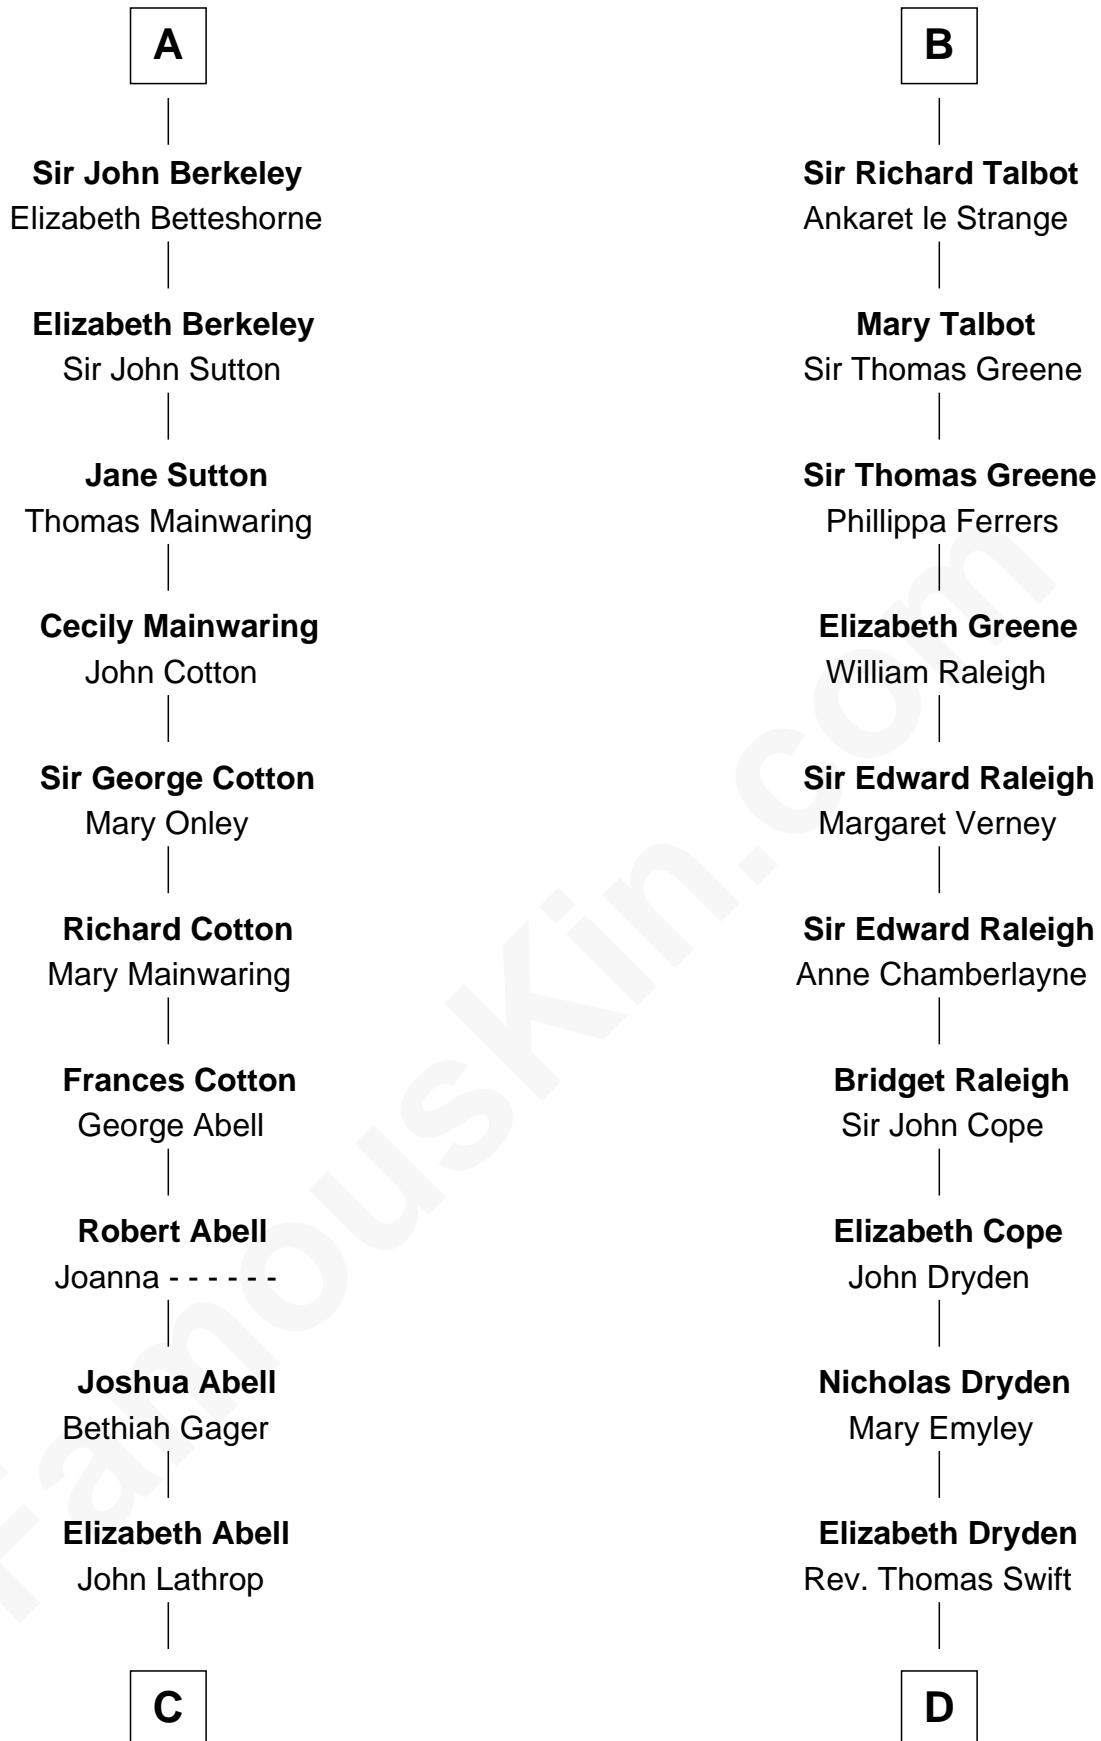 A
Sir John Berkeley
Elizabeth Betteshorne
Elizabeth Berkeley
Sir John Sutton
Jane Sutton
Thomas Mainwaring
Cecily Mainwaring
John Cotton
Sir George Cotton
Mary Onley
Richard Cotton
Mary Mainwaring
Frances Cotton
George Abell
Robert Abell
Joanna - - - - - -
Joshua Abell
Bethiah Gager
Elizabeth Abell
John Lathrop
C
B
Sir Richard Talbot
Ankaret le Strange
Mary Talbot
Sir Thomas Greene
Sir Thomas Greene
Phillippa Ferrers
Elizabeth Greene
William Raleigh
Sir Edward Raleigh
Margaret Verney
Sir Edward Raleigh
Anne Chamberlayne
Bridget Raleigh
Sir John Cope
Elizabeth Cope
John Dryden
Nicholas Dryden
Mary Emyley
Elizabeth Dryden
Rev. Thomas Swift
D
FamousKin.com